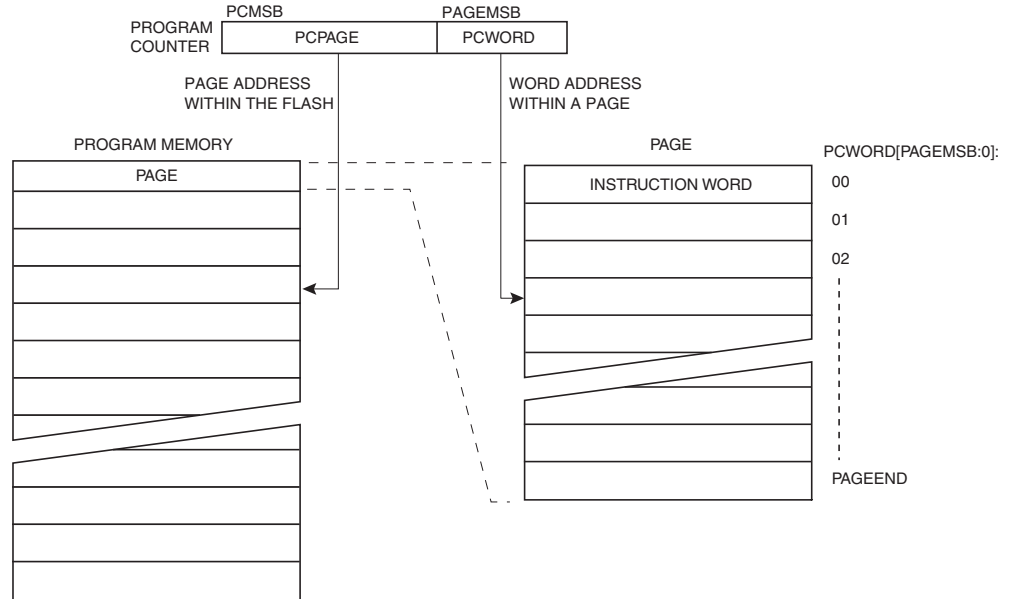 PCMSB
PAGEMSB
PROGRAM
COUNTER
PCPAGE
PCWORD
PAGE ADDRESS
WITHIN THE FLASH
WORD ADDRESS
WITHIN A PAGE
PROGRAM MEMORY
PAGE
PAGE
PCWORD[PAGEMSB:0]:
INSTRUCTION WORD
00
01
02
PAGEEND